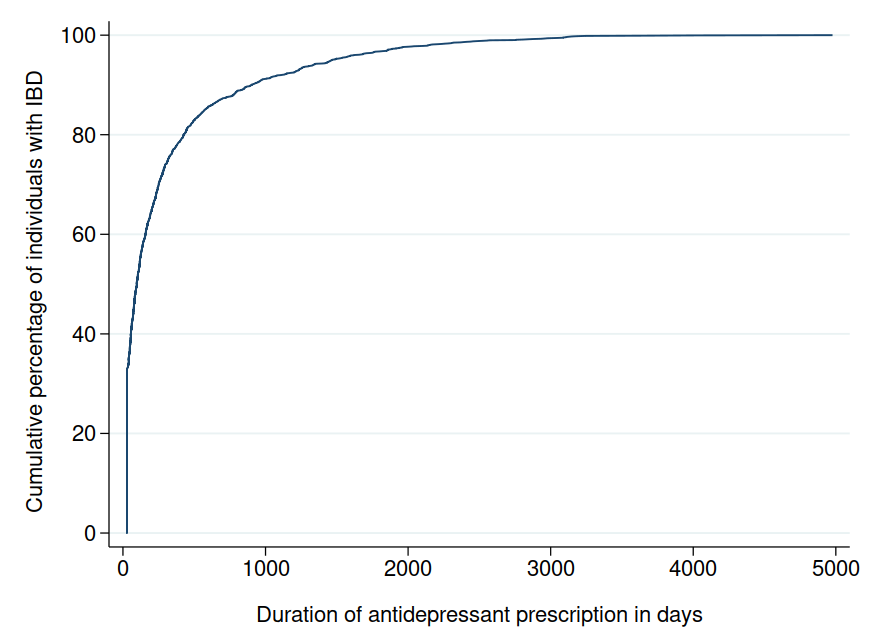 Cumulative percentage of individuals with IBD
100
80
60
40
20
0
0 1000 2000 3000 4000 5000
Duration of antidepressant prescription in days